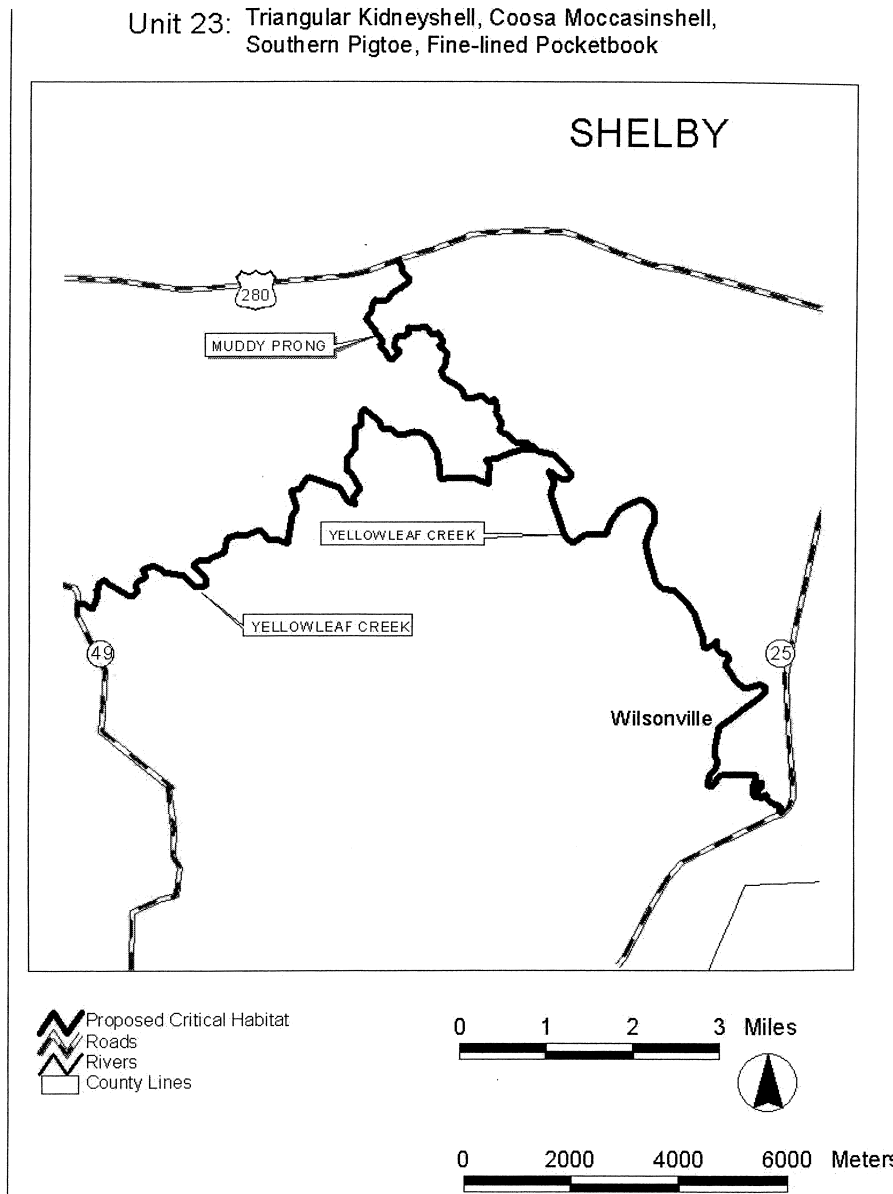 Unit 23: Triangular Kidneyshell, Coosa Moccasinshell,
Southern Pigtoe, Fine-lined Pocketbook
SHELBY
280
MUDDY PRONG
YELLOWLEAF CREEK
YELLOWLEAF CREEK
49
25
Wilsonville
Proposed Critical Habitat
Roads
Rivers
County Lines
0 1 2 3 Miles
0 2000 4000 6000 Meters